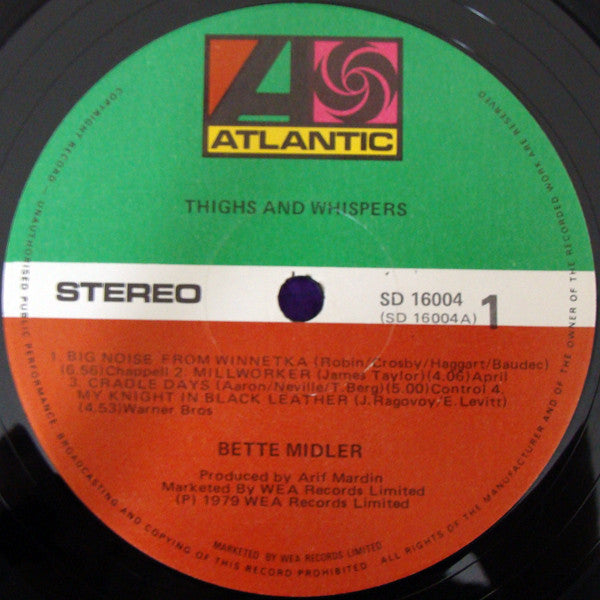 ATLANTIC
THIGHS AND WHISPERS
STEREO
SD 16004
(SD 16004A)
1
1. BIG NOISE FROM WINNETKA (Robin/Crosby/Haggart/Baudec)
(6.56)Chappell 2. MILLWORKER (James Taylor)(4.06)April
3. CRADLE DAYS (Aaron/Neville/T.Berg)(5.00)Control 4.
MY KNIGHT IN BLACK LEATHER (J.Ragovoy/E.Levitt)
(4.53)Warner Bros
BETTE MIDLER
Produced by Arif Mardin
Marketed By WEA Records Limited
(P) 1979 WEA Records Limited
MARKETED BY WEA RECORDS LIMITED
ALL RIGHTS OF THE MANUFACTURER AND OF THE OWNER OF THE RECORDED WORK ARE RESERVED
COPYRIGHT RECORD – UNAUTHORISED PUBLIC PERFORMANCE, BROADCASTING AND COPYING OF THIS RECORD PROHIBITED